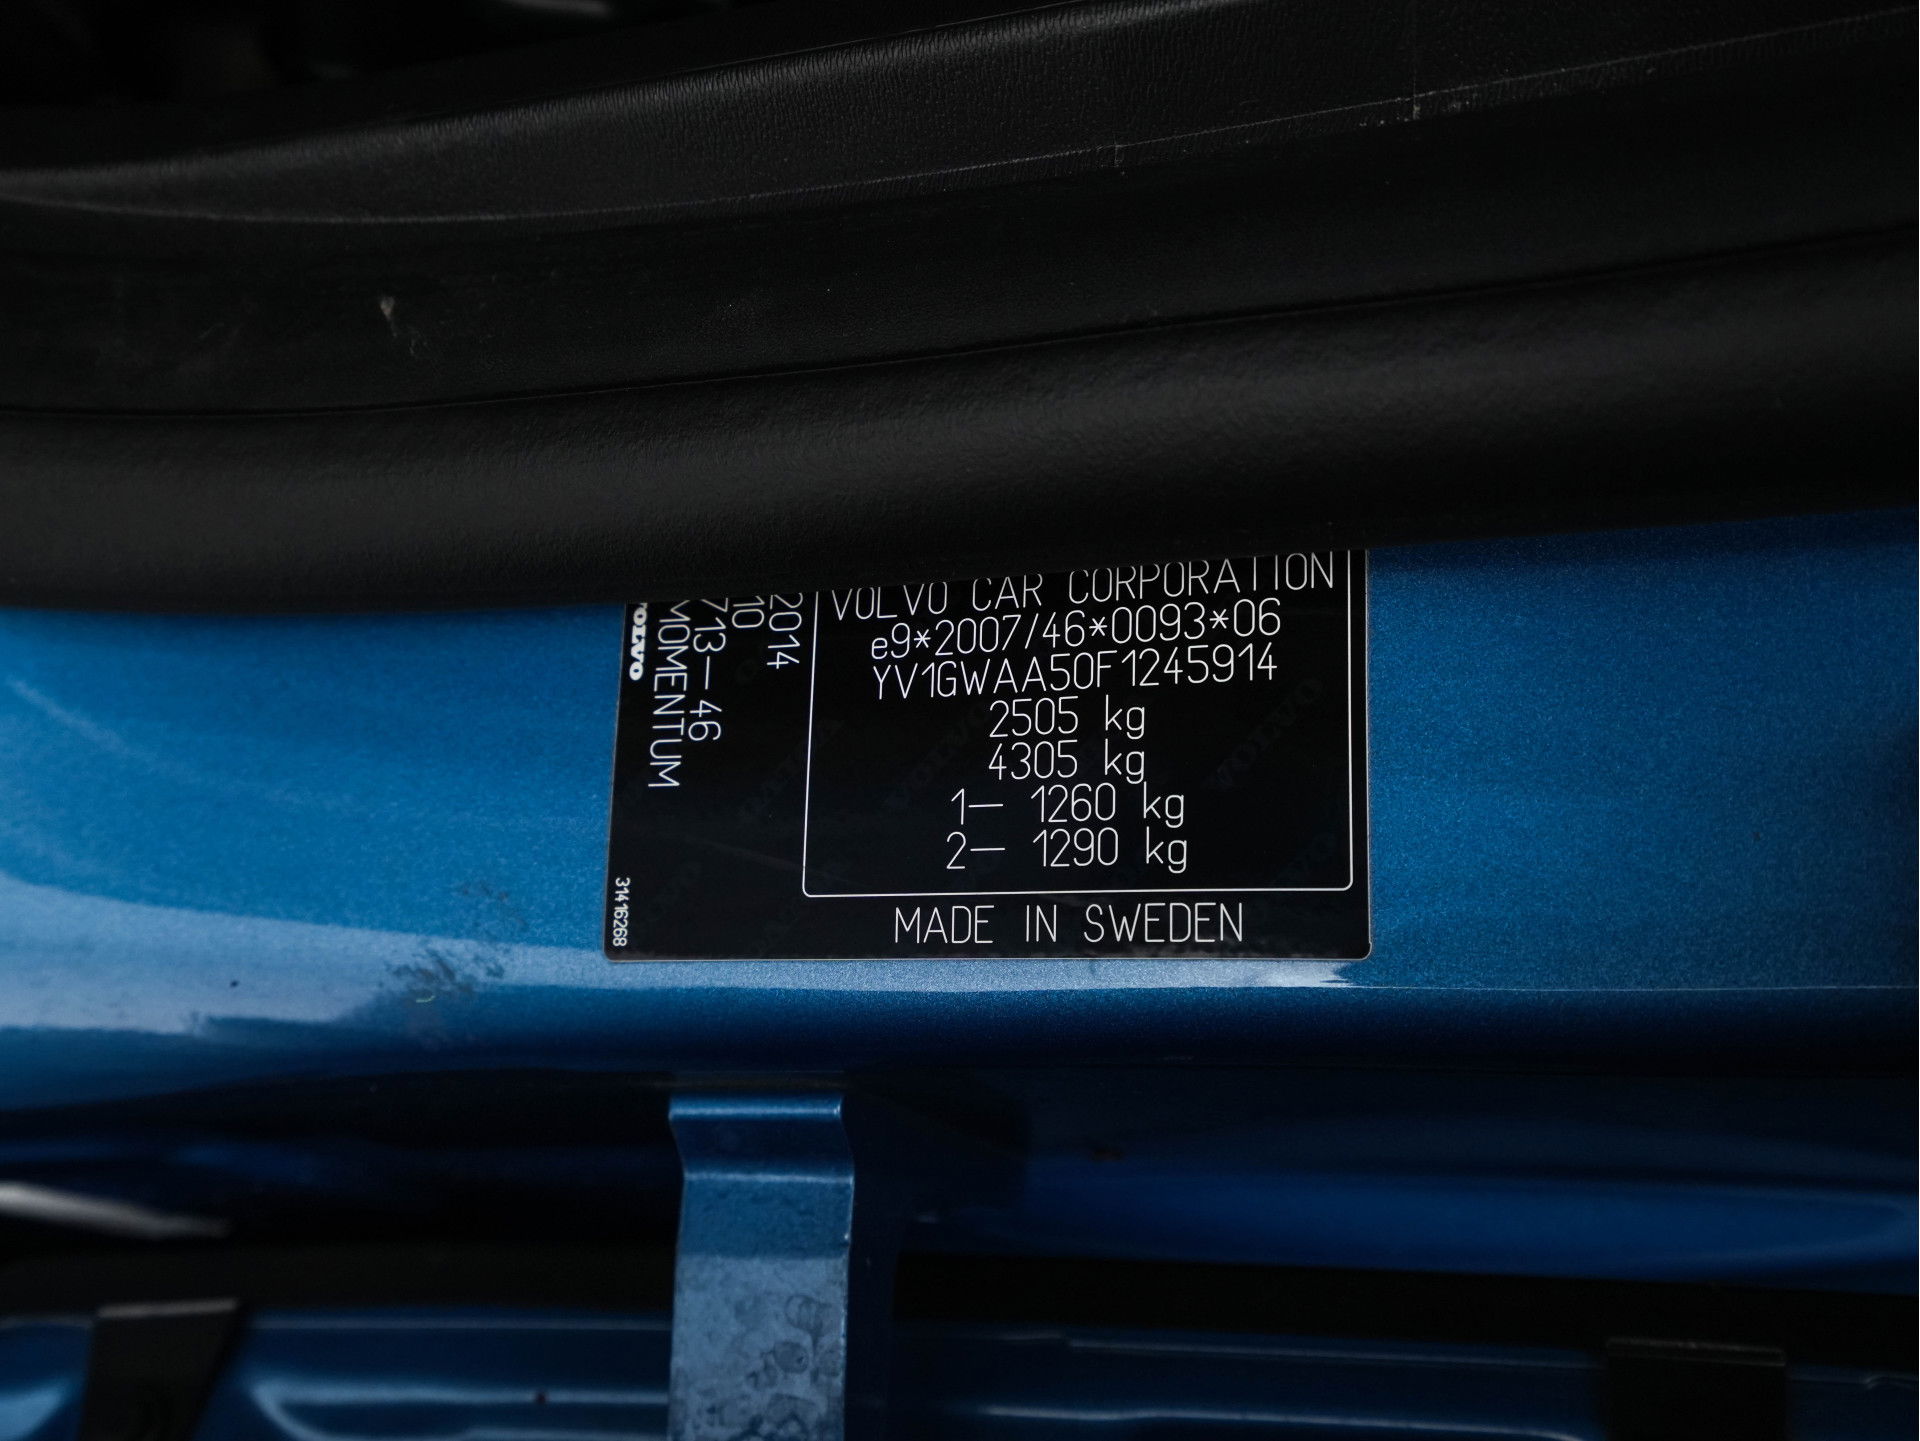 VOLVO CAR CORPORATION
e9*2007/46*0093*06
YV1GWAA50F1245914
2505 kg
4305 kg
1– 1260 kg
2– 1290 kg
MADE IN SWEDEN
2014
10
713–46
MOMENTUM
VOLVO
31416268